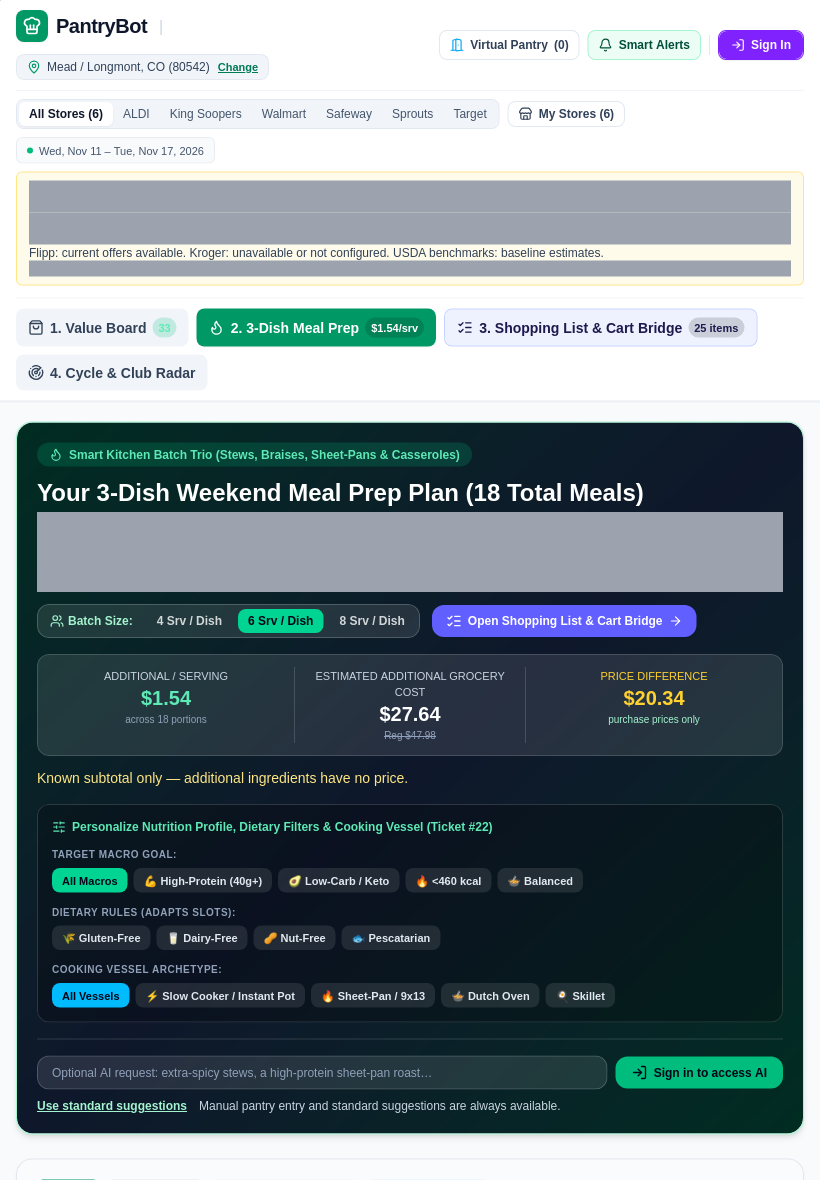 PantryBot
Virtual Pantry (0)
Smart Alerts
Sign In
Mead / Longmont, CO (80542) Change
All Stores (6)
ALDI
King Soopers
Walmart
Safeway
Sprouts
Target
My Stores (6)
Wed, Nov 11 – Tue, Nov 17, 2026
Flipp: current offers available. Kroger: unavailable or not configured. USDA benchmarks: baseline estimates.
1. Value Board 33
2. 3-Dish Meal Prep $1.54/srv
3. Shopping List & Cart Bridge 25 items
4. Cycle & Club Radar
Smart Kitchen Batch Trio (Stews, Braises, Sheet-Pans & Casseroles)
Your 3-Dish Weekend Meal Prep Plan (18 Total Meals)
Batch Size: 4 Srv / Dish 6 Srv / Dish 8 Srv / Dish
Open Shopping List & Cart Bridge →
ADDITIONAL / SERVING
$1.54
across 18 portions
ESTIMATED ADDITIONAL GROCERY
COST
$27.64
Reg $47.98
PRICE DIFFERENCE
$20.34
purchase prices only
Known subtotal only — additional ingredients have no price.
Personalize Nutrition Profile, Dietary Filters & Cooking Vessel (Ticket #22)
TARGET MACRO GOAL:
All Macros 💪 High-Protein (40g+) 🥑 Low-Carb / Keto 🔥 <460 kcal 🍲 Balanced
DIETARY RULES (ADAPTS SLOTS):
🌾 Gluten-Free 🥛 Dairy-Free 🥜 Nut-Free 🐟 Pescatarian
COOKING VESSEL ARCHETYPE:
All Vessels ⚡ Slow Cooker / Instant Pot 🔥 Sheet-Pan / 9x13 🍲 Dutch Oven 🍳 Skillet
Optional AI request: extra-spicy stews, a high-protein sheet-pan roast…
Sign in to access AI
Use standard suggestions Manual pantry entry and standard suggestions are always available.